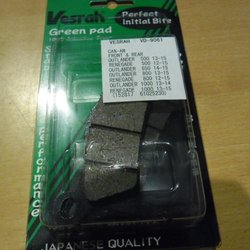 Vesrah
Perfect
Initial Bite
Green pad
VESRAH VD-9061
CAN-AM
FRONT & REAR
OUTLANDER 500 13-15
RENEGADE 500 12-15
OUTLANDER 650 14-15
OUTLANDER 800 13-15
RENEGADE 800 12-15
OUTLANDER 1000 13-14
RENEGADE 1000 13-15
Performance
JAPANESE QUALITY